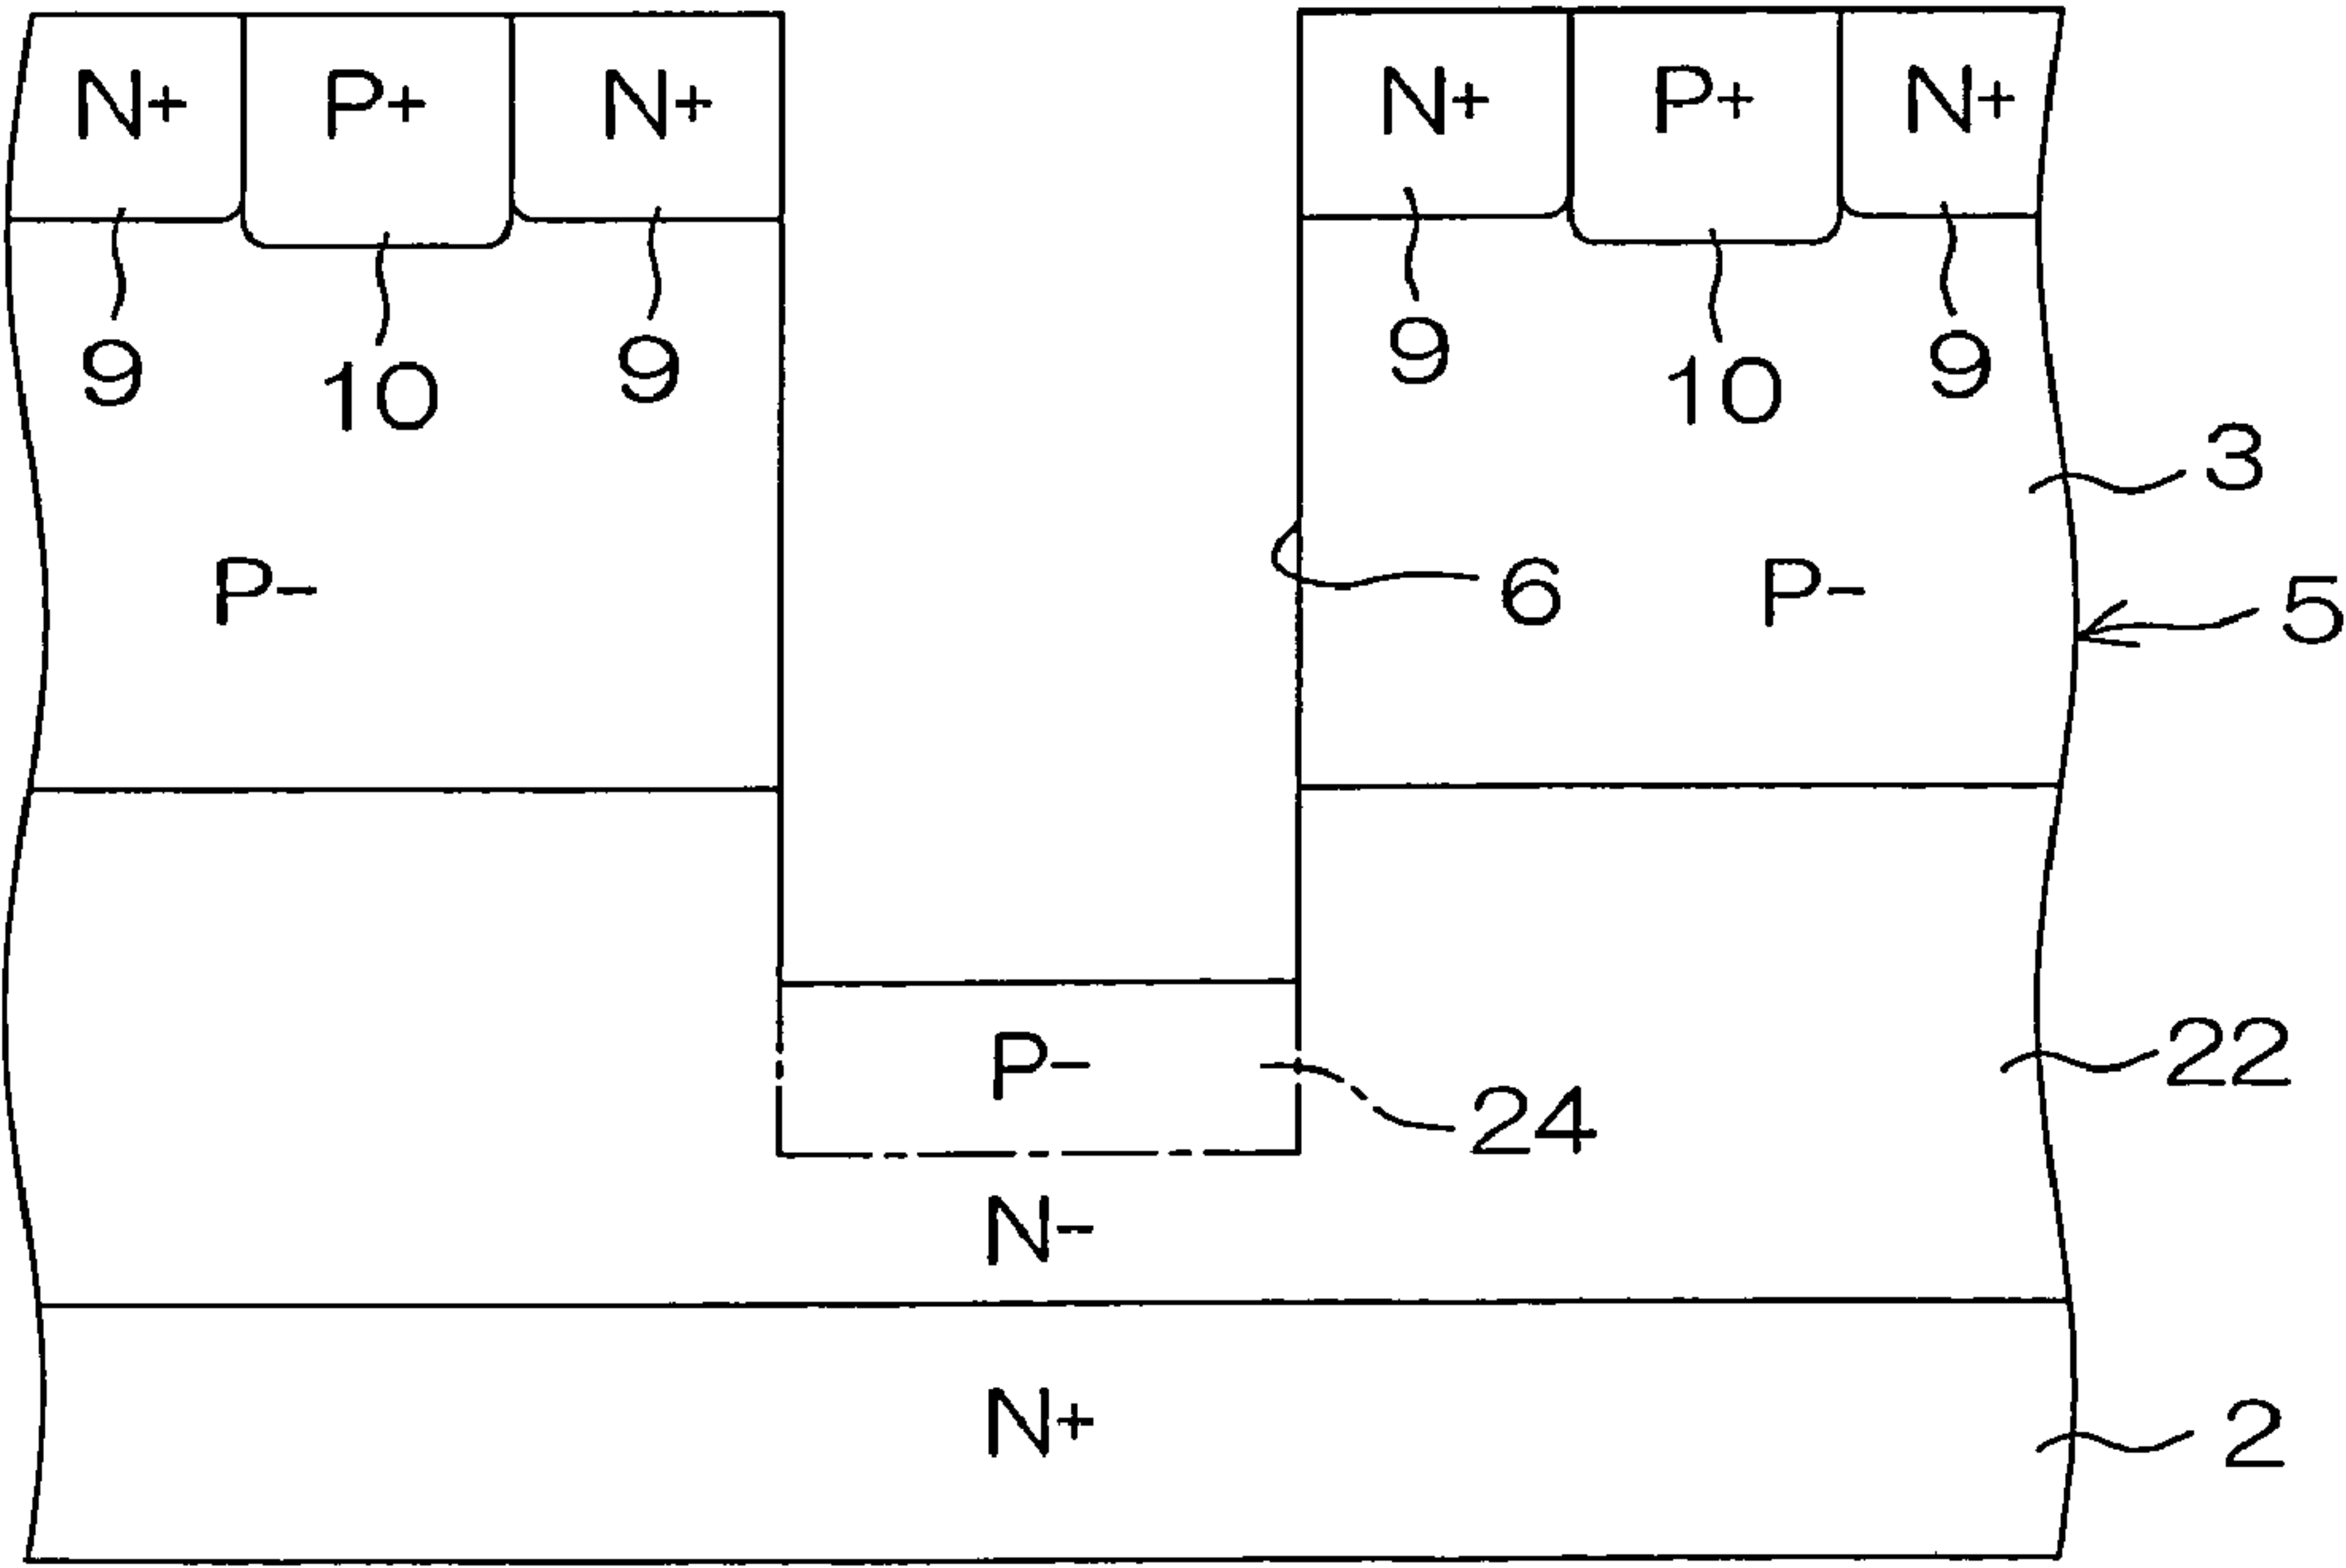 N+ P+ N+ N+ P+ N+
9 10 9 9 10 9
3
P- 6 P- 5
P- 24 22
N-
N+ 2